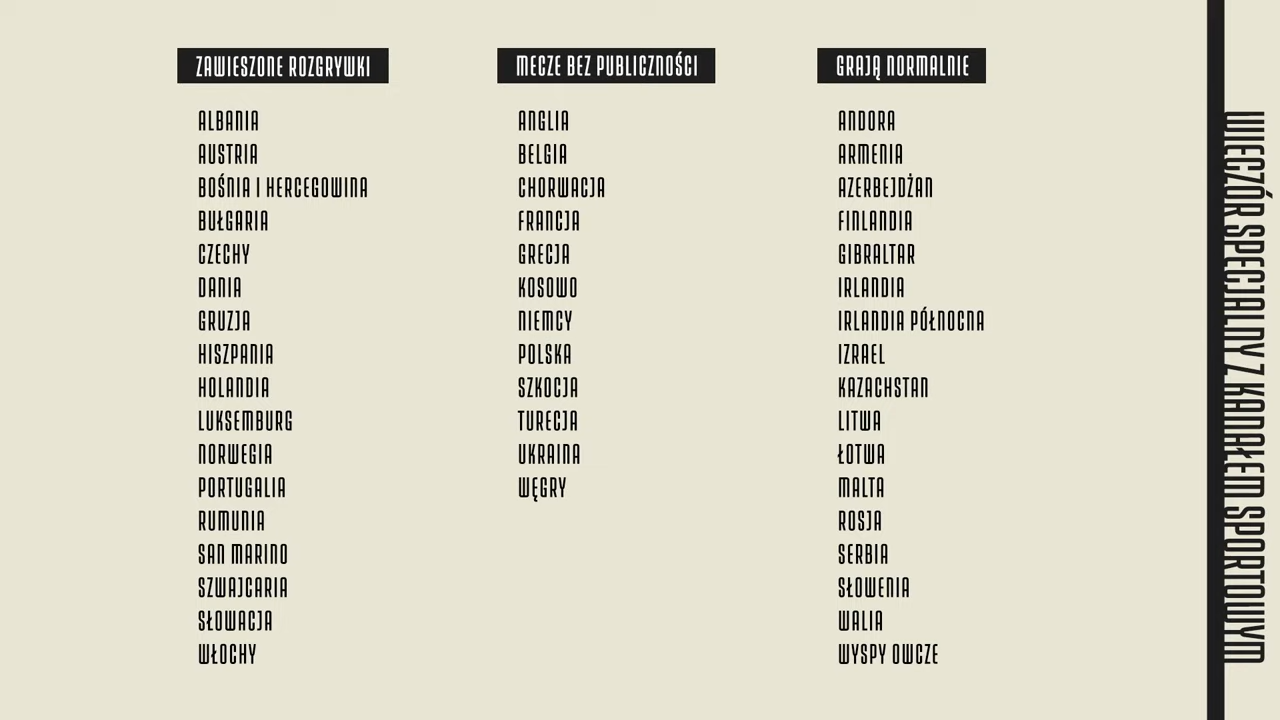 ZAWIESZONE ROZGRYWKI
ALBANIA
AUSTRIA
BOŚNIA I HERCEGOWINA
BUŁGARIA
CZECHY
DANIA
GRUZJA
HISZPANIA
HOLANDIA
LUKSEMBURG
NORWEGIA
PORTUGALIA
RUMUNIA
SAN MARINO
SZWAJCARIA
SŁOWACJA
WŁOCHY
MECZE BEZ PUBLICZNOŚCI
ANGLIA
BELGIA
CHORWACJA
FRANCJA
GRECJA
KOSOWO
NIEMCY
POLSKA
SZKOCJA
TURECJA
UKRAINA
WĘGRY
GRAJĄ NORMALNIE
ANDORA
ARMENIA
AZERBEJDŻAN
FINLANDIA
GIBRALTAR
IRLANDIA
IRLANDIA PÓŁNOCNA
IZRAEL
KAZACHSTAN
LITWA
ŁOTWA
MALTA
ROSJA
SERBIA
SŁOWENIA
WALIA
WYSPY OWCZE
WIECZÓR SPECJALNY Z KANAŁEM SPORTOWYM